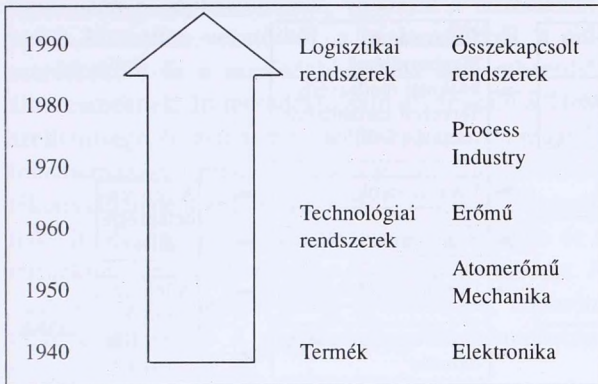 1990
Logisztikai Összekapcsolt
rendszerek rendszerek
1980
Process
1970
Industry
Technológiai Erőmű
1960
rendszerek
Atomerőmű
1950
Mechanika
1940 Termék Elektronika